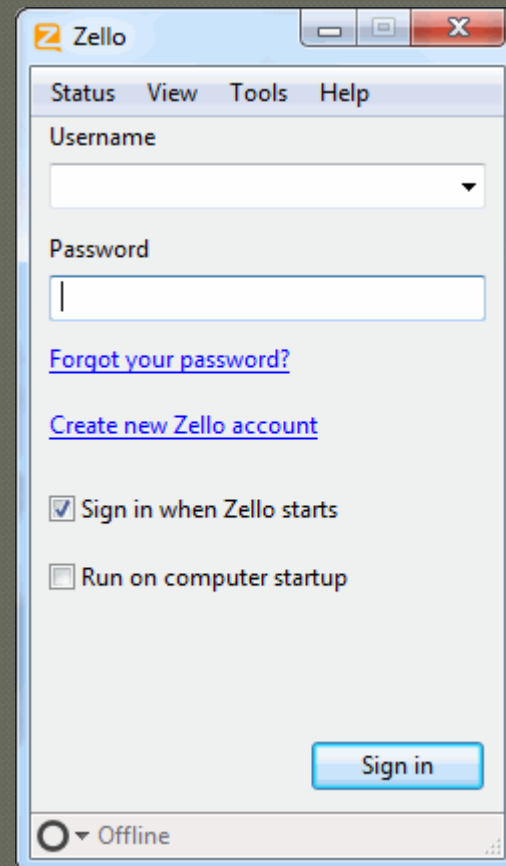 Zello
Status View Tools Help
Username
Password
Forgot your password?
Create new Zello account
Sign in when Zello starts
Run on computer startup
Sign in
Offline